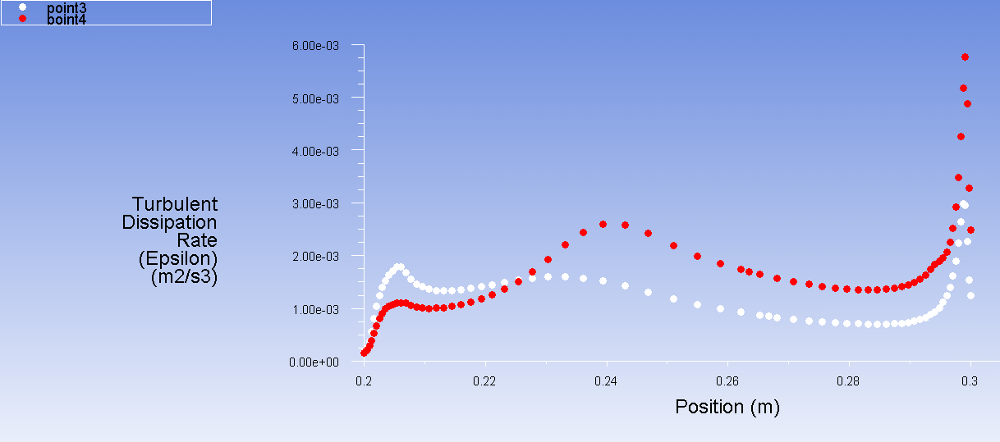 point3
point4
6.00e-03
5.00e-03
4.00e-03
3.00e-03
2.00e-03
1.00e-03
0.00e+00
Turbulent
Dissipation
Rate
(Epsilon)
(m2/s3)
0.2 0.22 0.24 0.26 0.28 0.3
Position (m)